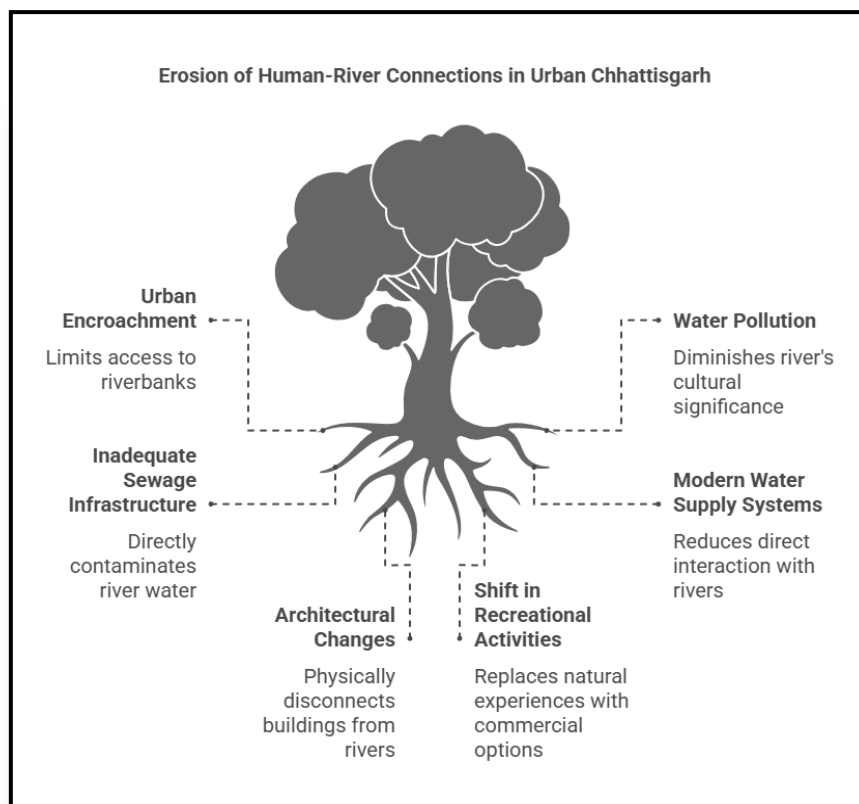 Erosion of Human-River Connections in Urban Chhattisgarh
Urban
Encroachment
Limits access to
riverbanks
Inadequate
Sewage
Infrastructure
Directly
contaminates
river water
Architectural
Changes
Physically
disconnects
buildings from
rivers
Shift in
Recreational
Activities
Replaces natural
experiences with
commercial
options
Water Pollution
Diminishes river's
cultural
significance
Modern Water
Supply Systems
Reduces direct
interaction with
rivers